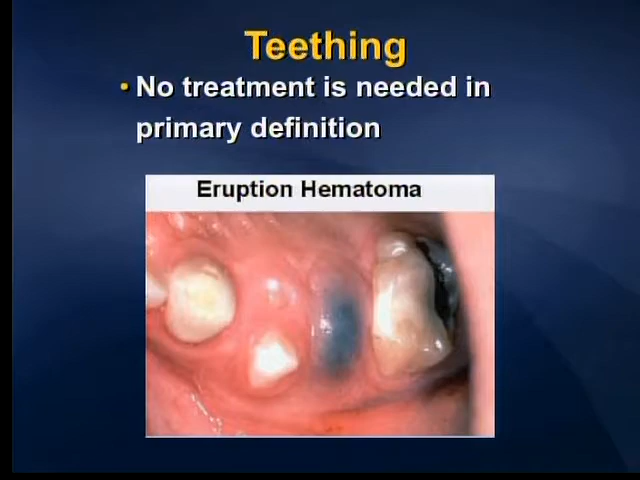 Teething
• No treatment is needed in
primary definition
Eruption Hematoma